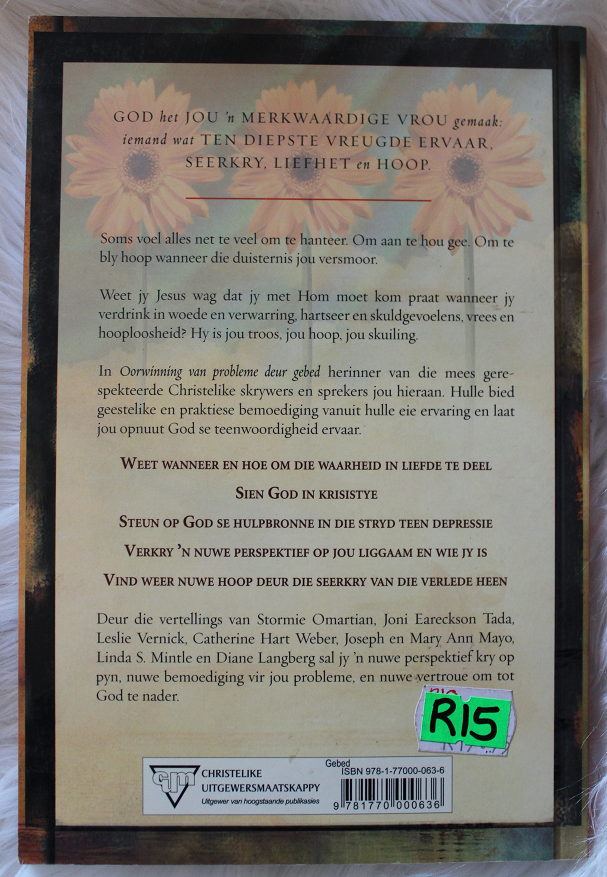 GOD het JOU 'n MERKWAARDIGE VROU gemaak:
iemand wat TEN DIEPSTE VREUGDE ERVAAR,
SEERKRY, LIEFHET en HOOP.
Soms voel alles net te veel om te hanteer. Om aan te hou gee. Om te
bly hoop wanneer die duisternis jou versmoor.
Weet jy Jesus wag dat jy met Hom moet kom praat wanneer jy
verdrink in woede en verwarring, hartseer en skuldgevoelens, vrees en
hooploosheid? Hy is jou troos, jou hoop, jou skuiling.
In Oorwinning van probleme deur gebed herinner van die mees gere-
spekteerde Christelike skrywers en sprekers jou hieraan. Hulle bied
geestelike en praktiese bemoediging vanuit hulle eie ervaring en laat
jou opnuut God se teenwoordigheid ervaar.
WEET WANNEER EN HOE OM DIE WAARHEID IN LIEFDE TE DEEL
SIEN GOD IN KRISISTYE
STEUN OP GOD SE HULPBRONNE IN DIE STRYD TEEN DEPRESSIE
VERKRY 'N NUWE PERSPEKTIEF OP JOU LIGGAAM EN WIE JY IS
VIND WEER NUWE HOOP DEUR DIE SEERKRY VAN DIE VERLEDE HEEN
Deur die vertellings van Stormie Omartian, Joni Eareckson Tada,
Leslie Vernick, Catherine Hart Weber, Joseph en Mary Ann Mayo,
Linda S. Mintle en Diane Langberg sal jy 'n nuwe perspektief kry op
pyn, nuwe bemoediging vir jou probleme, en nuwe vertroue om tot
God te nader.
R15
cum
CHRISTELIKE
UITGEWERSMAATSKAPPY
Uitgewer van hoogstaande publikasies
Gebed
ISBN 978-1-77000-063-6
9 781770 000636